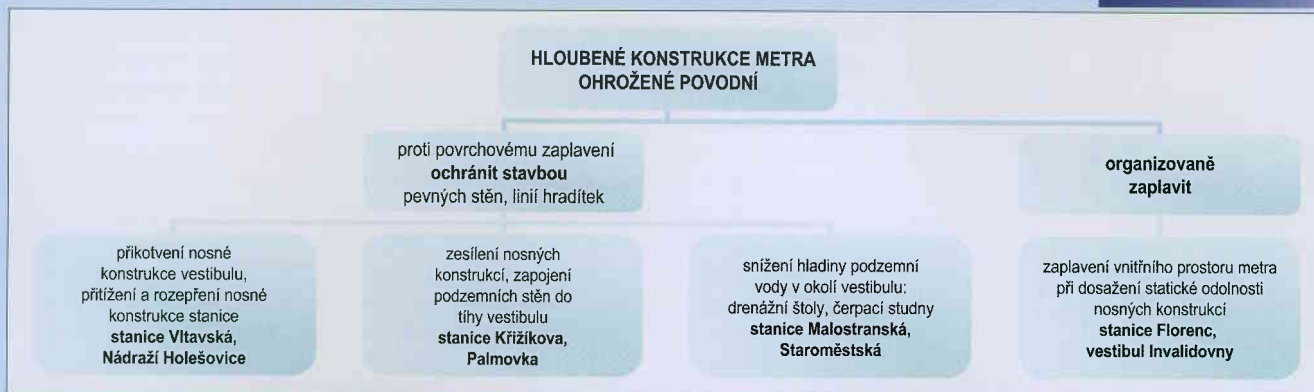 HLOUBENÉ KONSTRUKCE METRA
OHROŽENÉ POVODNÍ
proti povrchovému zaplavení
ochránit stavbou
pevných stěn, linií hradítek
organizovaně
zaplavit
přikotvení nosné
konstrukce vestibulu,
přitížení a rozepření nosné
konstrukce stanice
stanice Vltavská,
Nádraží Holešovice
zesílení nosných
konstrukcí, zapojení
podzemních stěn do
tíhy vestibulu
stanice Křižíkova,
Palmovka
snížení hladiny podzemní
vody v okolí vestibulu:
drenážní štoly, čerpací studny
stanice Malostranská,
Staroměstská
zaplavení vnitřního prostoru metra
při dosažení statické odolnosti
nosných konstrukcí
stanice Florenc,
vestibul Invalidovny